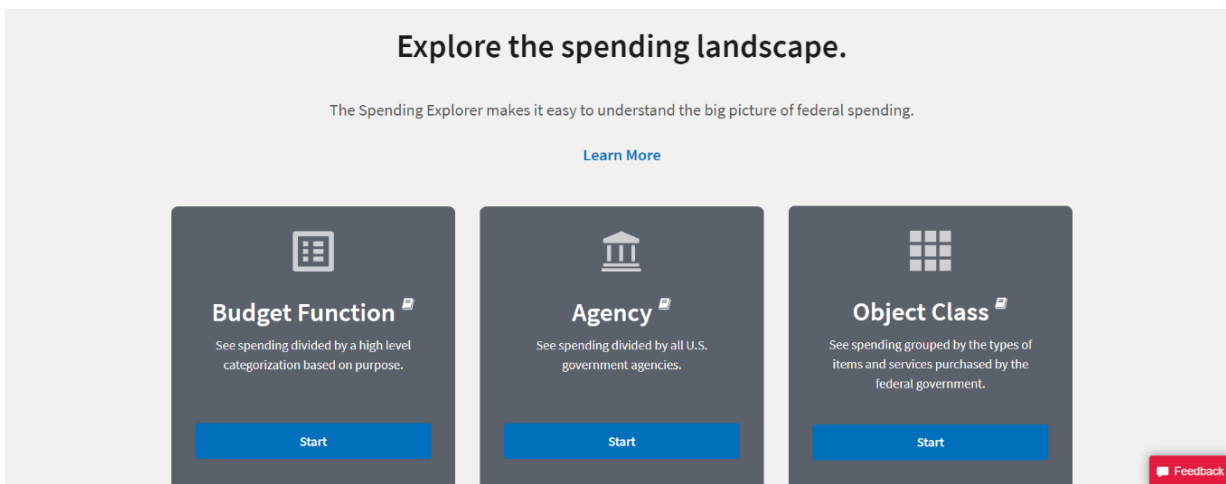 Explore the spending landscape.
The Spending Explorer makes it easy to understand the big picture of federal spending.
Learn More
Budget Function
See spending divided by a high level
categorization based on purpose.
Start
Agency
See spending divided by all U.S.
government agencies.
Start
Object Class
See spending grouped by the types of
items and services purchased by the
federal government.
Start
Feedback